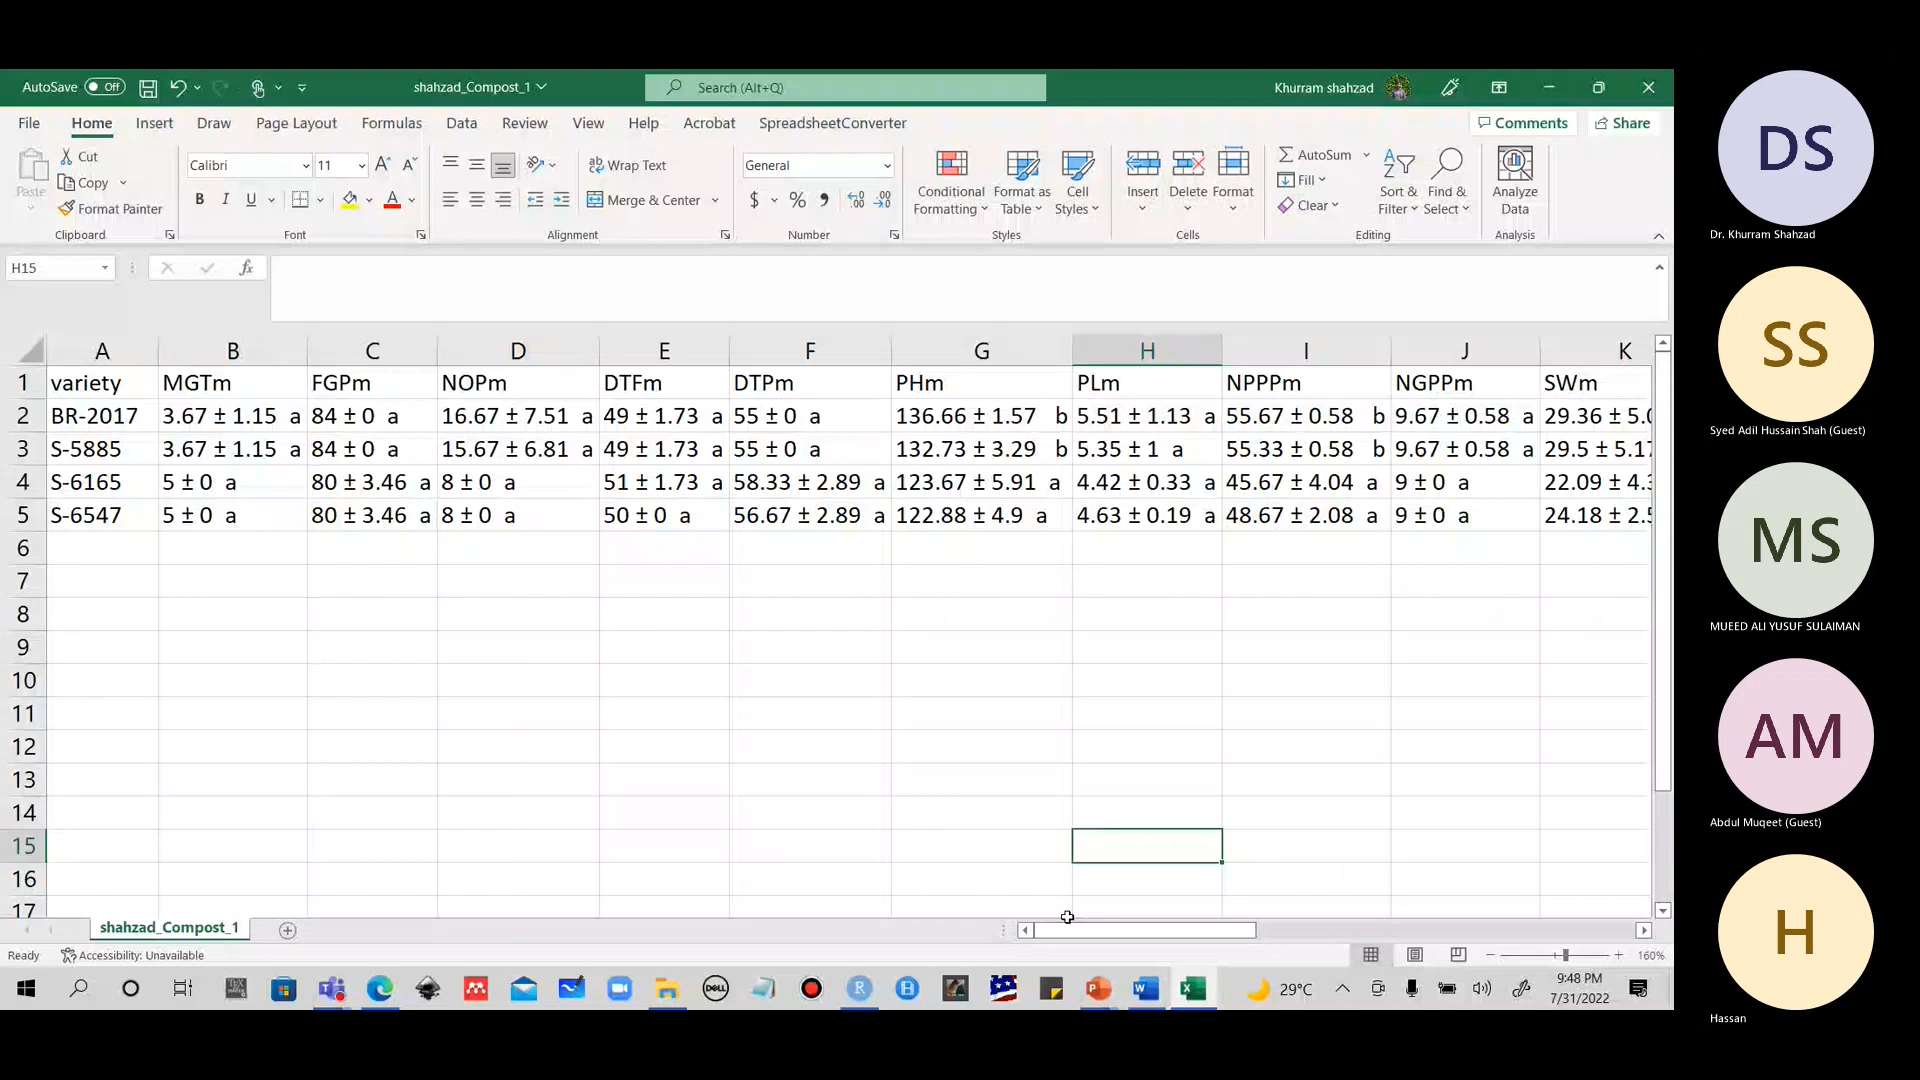 AutoSave Off shahzad_Compost_1 Search (Alt+Q) Khurram shahzad
File Home Insert Draw Page Layout Formulas Data Review View Help Acrobat SpreadsheetConverter Comments Share
Paste Cut Copy Format Painter Clipboard
Calibri 11 B I U Font
Wrap Text Merge & Center Alignment
General $ % Number
Conditional Formatting Format as Table Cell Styles Styles
Insert Delete Format Cells
AutoSum Fill Clear Sort & Filter Find & Select Editing
Analyze Data Analysis
H15 fx
A B C D E F G H I J K
1 variety MGTm FGPm NOPm DTFm DTPm PHm PLm NPPPm NGPPm SWm
2 BR-2017 3.67 ± 1.15 a 84 ± 0 a 16.67 ± 7.51 a 49 ± 1.73 a 55 ± 0 a 136.66 ± 1.57 b 5.51 ± 1.13 a 55.67 ± 0.58 b 9.67 ± 0.58 a 29.36 ± 5.0
3 S-5885 3.67 ± 1.15 a 84 ± 0 a 15.67 ± 6.81 a 49 ± 1.73 a 55 ± 0 a 132.73 ± 3.29 b 5.35 ± 1 a 55.33 ± 0.58 b 9.67 ± 0.58 a 29.5 ± 5.17
4 S-6165 5 ± 0 a 80 ± 3.46 a 8 ± 0 a 51 ± 1.73 a 58.33 ± 2.89 a 123.67 ± 5.91 a 4.42 ± 0.33 a 45.67 ± 4.04 a 9 ± 0 a 22.09 ± 4.3
5 S-6547 5 ± 0 a 80 ± 3.46 a 8 ± 0 a 50 ± 0 a 56.67 ± 2.89 a 122.88 ± 4.9 a 4.63 ± 0.19 a 48.67 ± 2.08 a 9 ± 0 a 24.18 ± 2.5
6
7
8
9
10
11
12
13
14
15
16
17
shahzad_Compost_1
Ready Accessibility: Unavailable 160%
29°C 9:48 PM
7/31/2022
DS
Dr. Khurram Shahzad
SS
Syed Adil Hussain Shah (Guest)
MS
MUEED ALI YUSUF SULAIMAN
AM
Abdul Muqeet (Guest)
H
Hassan